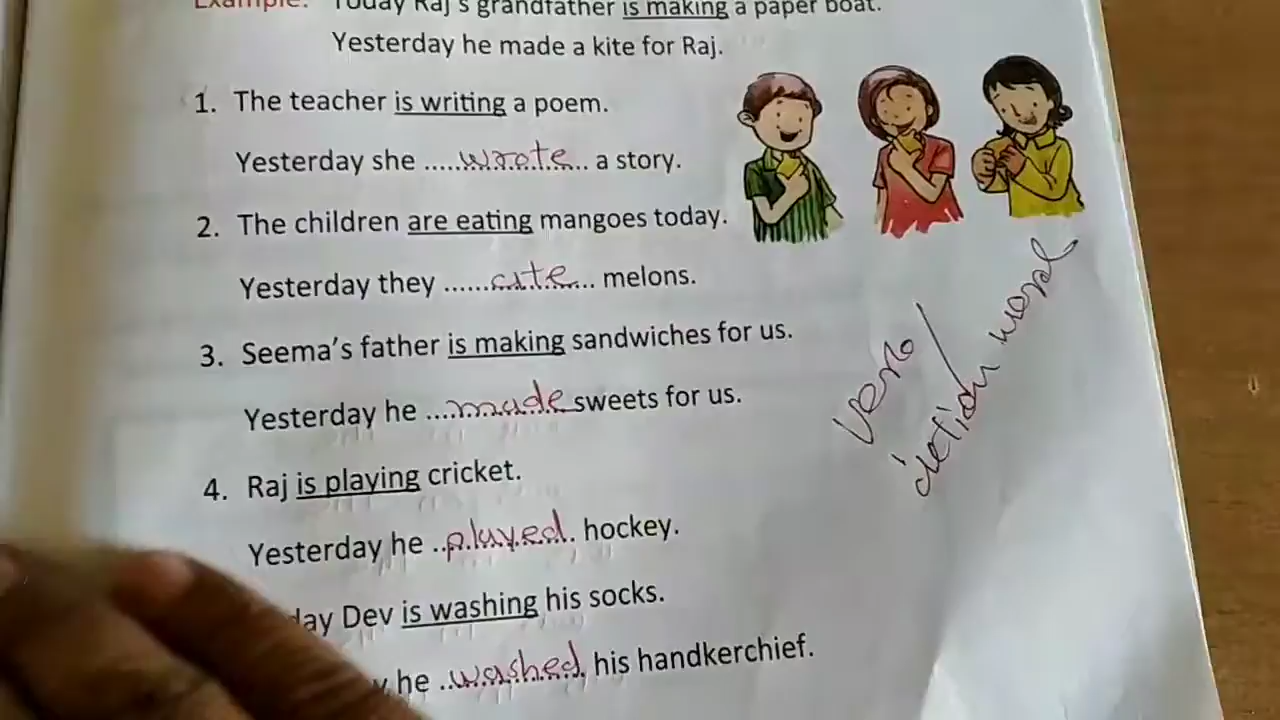 Example: Today Raj's grandfather is making a paper boat.
Yesterday he made a kite for Raj.
1. The teacher is writing a poem.
Yesterday she ......wrote... a story.
2. The children are eating mangoes today.
Yesterday they ......ate... melons.
3. Seema's father is making sandwiches for us.
Yesterday he ...made sweets for us.
4. Raj is playing cricket.
Yesterday he ..played. hockey.
day Dev is washing his socks.
y he ..washed. his handkerchief.
verb/
action word